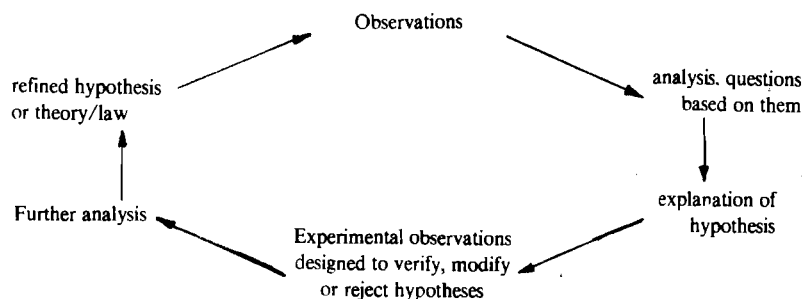 Observations
analysis. questions
based on them
explanation of
hypothesis
Experimental observations
designed to verify, modify
or reject hypotheses
Further analysis
refined hypothesis
or theory/law